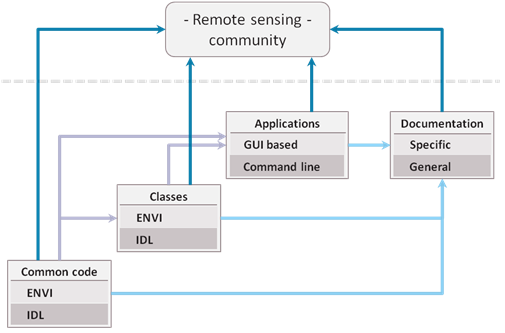 - Remote sensing -
community
Applications
GUI based
Command line
Documentation
Specific
General
Classes
ENVI
IDL
Common code
ENVI
IDL